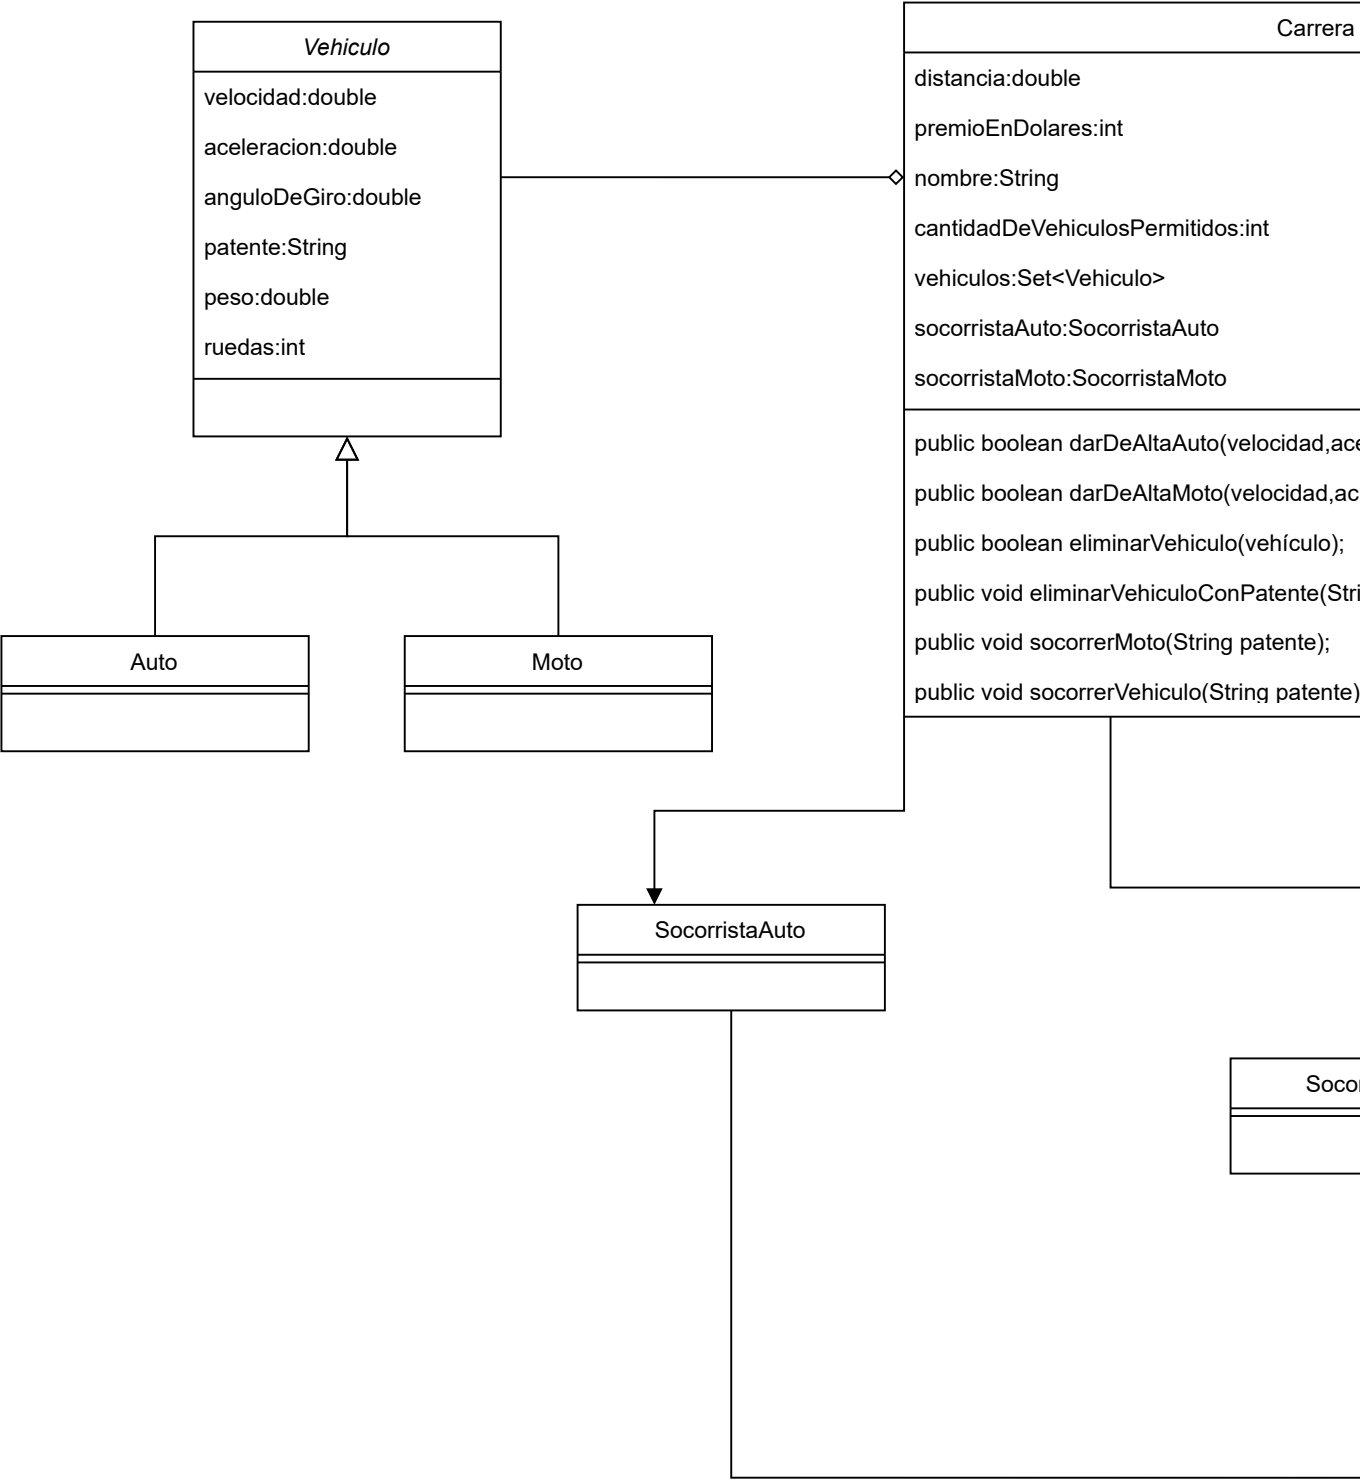 Vehiculo
velocidad:double
aceleracion:double
anguloDeGiro:double
patente:String
peso:double
ruedas:int
Carrera
distancia:double
premioEnDolares:int
nombre:String
cantidadDeVehiculosPermitidos:int
vehiculos:Set<Vehiculo>
socorristaAuto:SocorristaAuto
socorristaMoto:SocorristaMoto
public boolean darDeAltaAuto(velocidad,
public boolean darDeAltaMoto(velocidad,
public boolean eliminarVehiculo(vehículo);
public void eliminarVehiculoConPatente(
public void socorrerMoto(String patente);
public void socorrerVehiculo(String patente)
Auto
Moto
SocorristaAuto